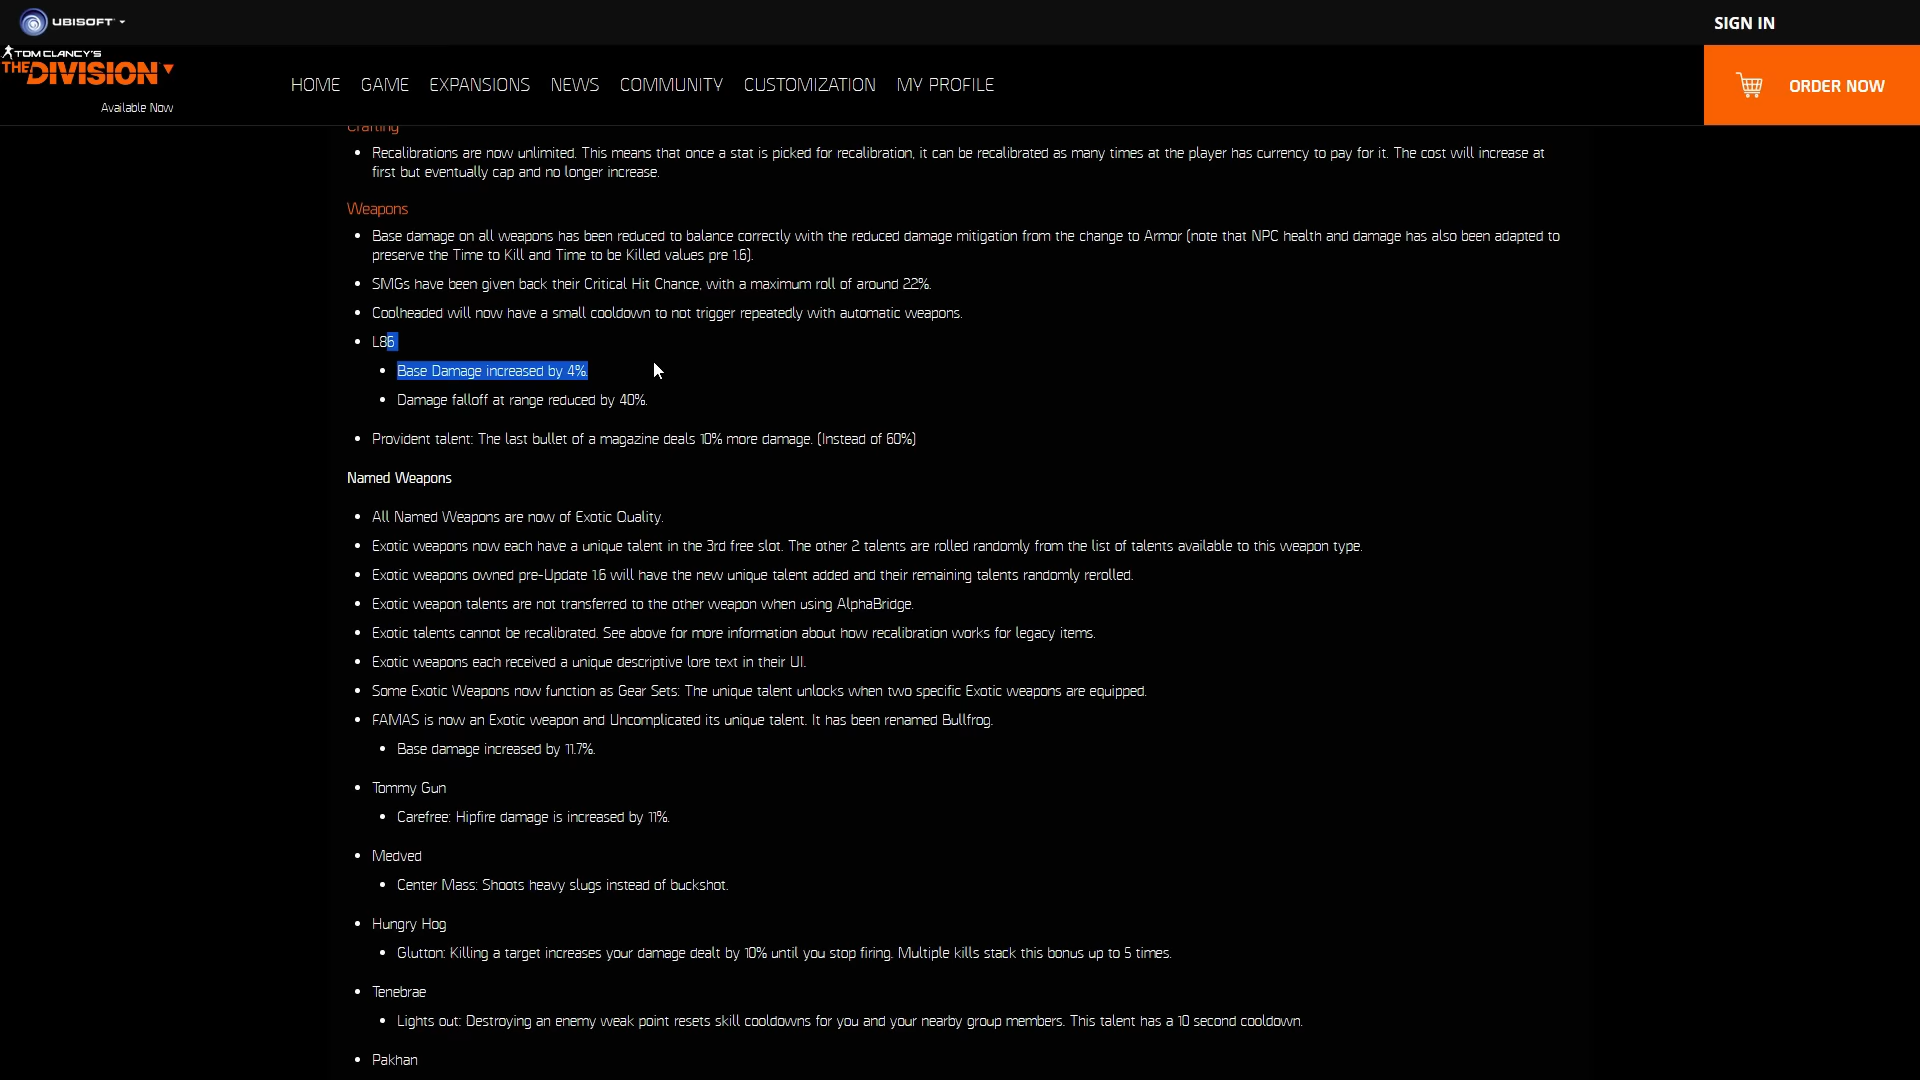 UBISOFT
SIGN IN
TOM CLANCY'S
THE DIVISION
Available Now
HOME GAME EXPANSIONS NEWS COMMUNITY CUSTOMIZATION MY PROFILE
ORDER NOW
Crafting
Recalibrations are now unlimited. This means that once a stat is picked for recalibration, it can be recalibrated as many times at the player has currency to pay for it. The cost will increase at
first but eventually cap and no longer increase.
Weapons
Base damage on all weapons has been reduced to balance correctly with the reduced damage mitigation from the change to Armor (note that NPC health and damage has also been adapted to
preserve the Time to Kill and Time to be Killed values pre 1.6).
SMGs have been given back their Critical Hit Chance, with a maximum roll of around 22%.
Coolheaded will now have a small cooldown to not trigger repeatedly with automatic weapons.
L86
Base Damage increased by 4%.
Damage falloff at range reduced by 40%.
Provident talent: The last bullet of a magazine deals 10% more damage. (Instead of 60%)
Named Weapons
All Named Weapons are now of Exotic Quality.
Exotic weapons now each have a unique talent in the 3rd free slot. The other 2 talents are rolled randomly from the list of talents available to this weapon type.
Exotic weapons owned pre-Update 1.6 will have the new unique talent added and their remaining talents randomly rerolled.
Exotic weapon talents are not transferred to the other weapon when using AlphaBridge.
Exotic talents cannot be recalibrated. See above for more information about how recalibration works for legacy items.
Exotic weapons each received a unique descriptive lore text in their UI.
Some Exotic Weapons now function as Gear Sets: The unique talent unlocks when two specific Exotic weapons are equipped.
FAMAS is now an Exotic weapon and Uncomplicated its unique talent. It has been renamed Bullfrog.
Base damage increased by 11.7%.
Tommy Gun
Carefree: Hipfire damage is increased by 11%.
Medved
Center Mass: Shoots heavy slugs instead of buckshot.
Hungry Hog
Glutton: Killing a target increases your damage dealt by 10% until you stop firing. Multiple kills stack this bonus up to 5 times.
Tenebrae
Lights out: Destroying an enemy weak point resets skill cooldowns for you and your nearby group members. This talent has a 10 second cooldown.
Pakhan